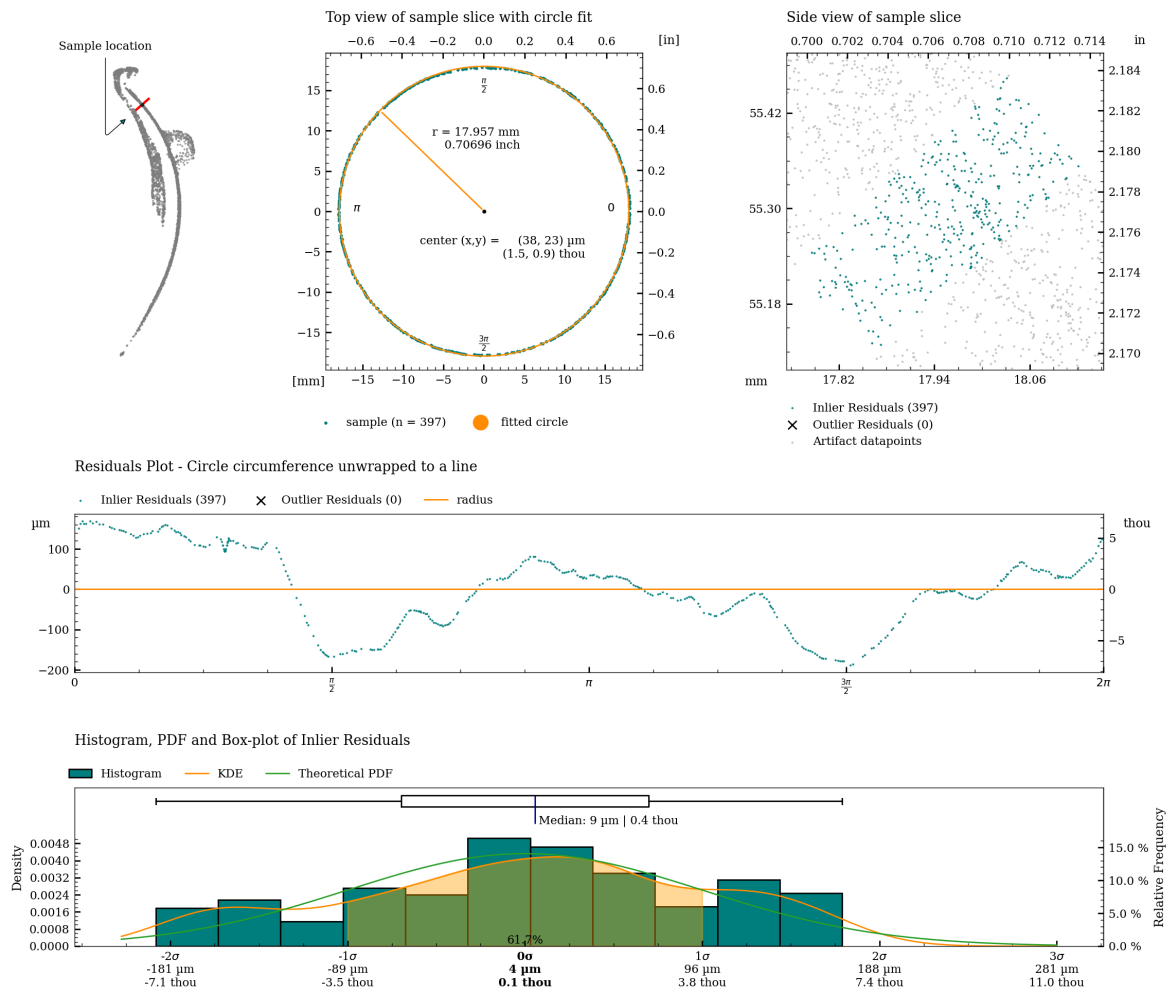 Top view of sample slice with circle fit
Side view of sample slice
Sample location
−0.6 −0.4 −0.2 0.0 0.2 0.4 0.6 [in]
0.700 0.702 0.704 0.706 0.708 0.710 0.712 0.714 in
15
10
5
0
−5
−10
−15
[mm]
−15 −10 −5 0 5 10 15
0.6
0.4
0.2
0.0
−0.2
−0.4
−0.6
π/2
r = 17.957 mm
0.70696 inch
π
0
center (x,y) = (38, 23) µm
(1.5, 0.9) thou
3π/2
sample (n = 397) fitted circle
55.42
55.30
55.18
2.184
2.182
2.180
2.178
2.176
2.174
2.172
2.170
mm
17.82 17.94 18.06
Inlier Residuals (397)
Outlier Residuals (0)
Artifact datapoints
Residuals Plot - Circle circumference unwrapped to a line
Inlier Residuals (397) Outlier Residuals (0) radius
µm
thou
100
0
−100
−200
5
0
−5
0 π/2 π 3π/2 2π
Histogram, PDF and Box-plot of Inlier Residuals
Histogram KDE Theoretical PDF
Median: 9 µm | 0.4 thou
Density
0.0048
0.0040
0.0032
0.0024
0.0016
0.0008
0.0000
Relative Frequency
15.0 %
10.0 %
5.0 %
0.0 %
61.7%
-2σ -1σ 0σ 1σ 2σ 3σ
-181 µm -89 µm 4 µm 96 µm 188 µm 281 µm
-7.1 thou -3.5 thou 0.1 thou 3.8 thou 7.4 thou 11.0 thou